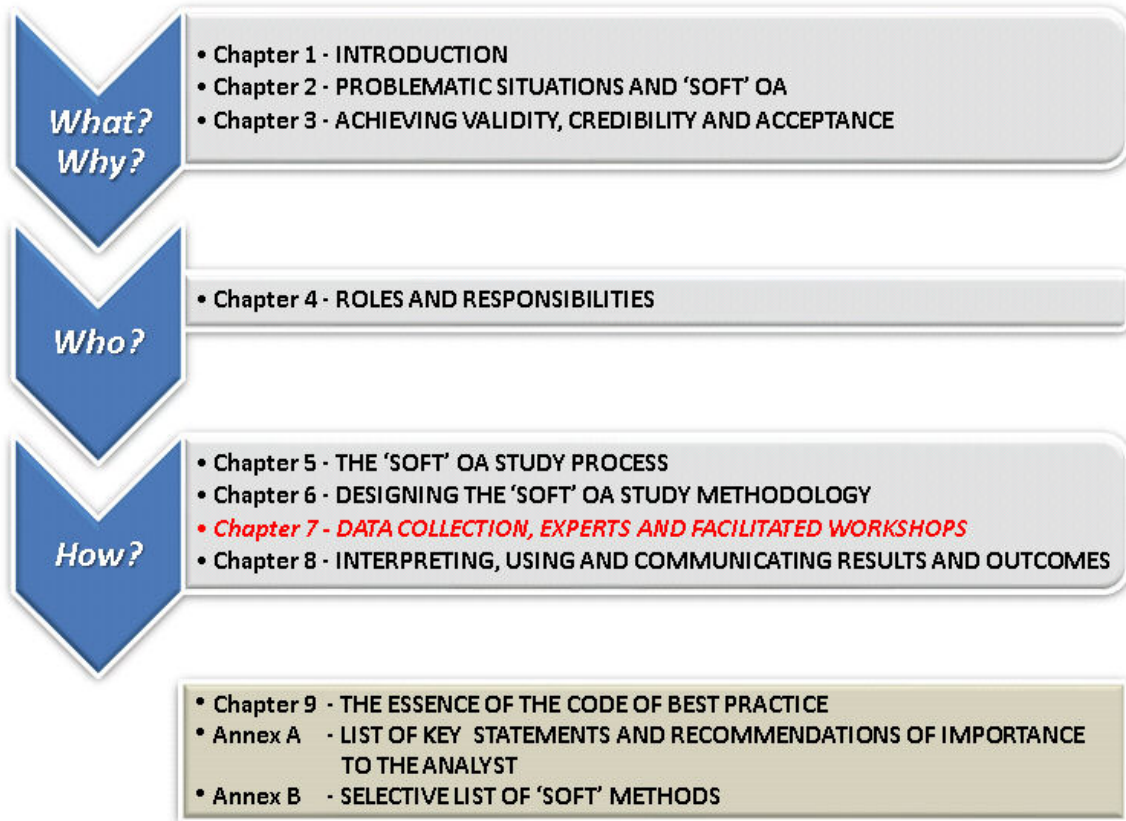 What?
Why?
• Chapter 1 - INTRODUCTION
• Chapter 2 - PROBLEMATIC SITUATIONS AND ‘SOFT’ OA
• Chapter 3 - ACHIEVING VALIDITY, CREDIBILITY AND ACCEPTANCE
Who?
• Chapter 4 - ROLES AND RESPONSIBILITIES
How?
• Chapter 5 - THE ‘SOFT’ OA STUDY PROCESS
• Chapter 6 - DESIGNING THE ‘SOFT’ OA STUDY METHODOLOGY
• Chapter 7 - DATA COLLECTION, EXPERTS AND FACILITATED WORKSHOPS
• Chapter 8 - INTERPRETING, USING AND COMMUNICATING RESULTS AND OUTCOMES
• Chapter 9 - THE ESSENCE OF THE CODE OF BEST PRACTICE
• Annex A - LIST OF KEY STATEMENTS AND RECOMMENDATIONS OF IMPORTANCE
TO THE ANALYST
• Annex B - SELECTIVE LIST OF ‘SOFT’ METHODS